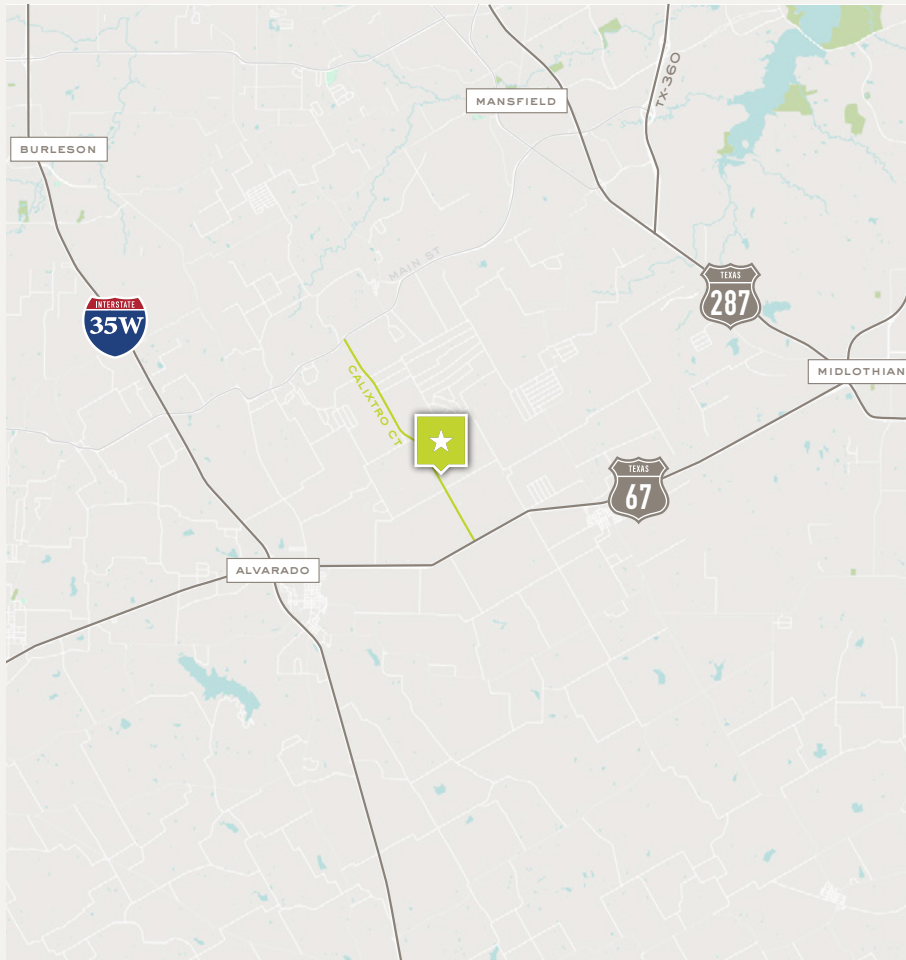 MANSFIELD
TX-360
BURLESON
MAIN ST
TEXAS
287
INTERSTATE
35W
MIDLOTHIAN
CALIXTRO CT
TEXAS
67
ALVARADO